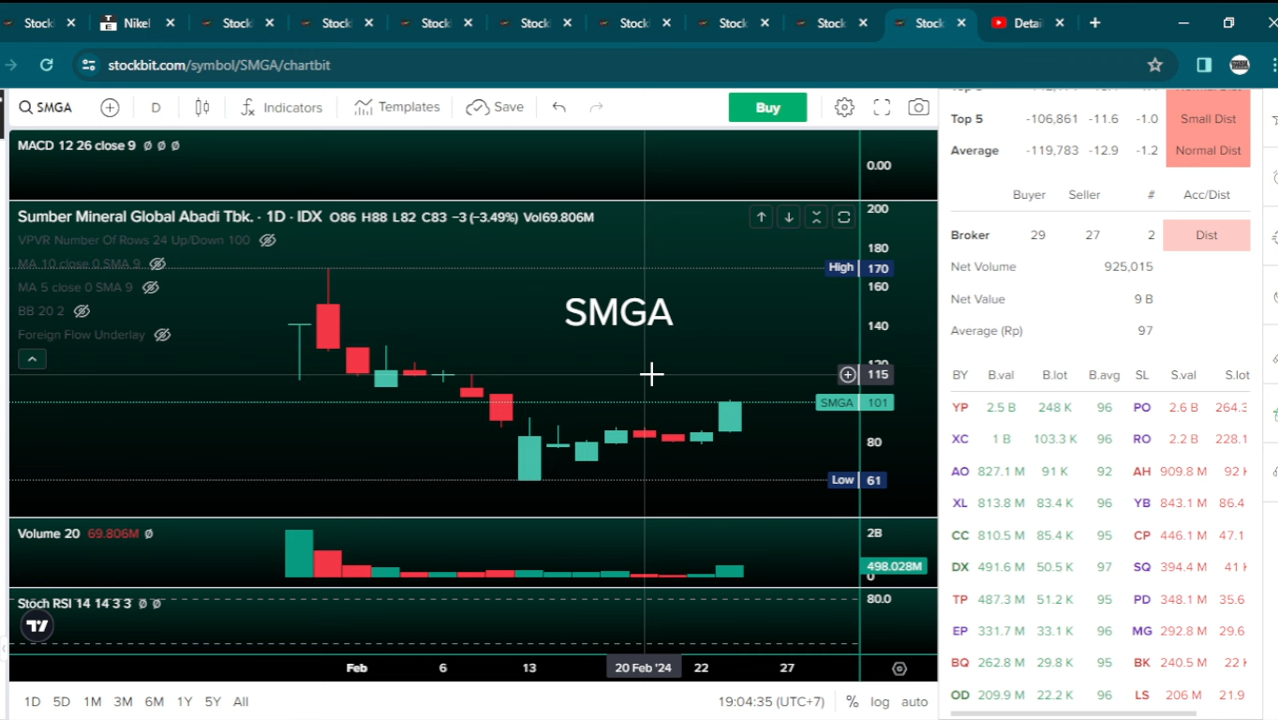 Stock Nikel Stock Stock Stock Stock Stock Stock Stock Stock Detai
stockbit.com/symbol/SMGA/chartbit
SMGA D Indicators Templates Save Buy
MACD 12 26 close 9 ø ø ø
0.00
Sumber Mineral Global Abadi Tbk. · 1D · IDX O86 H88 L82 C83 −3 (−3.49%) Vol69.806M
VPVR Number Of Rows 24 Up/Down 100
MA 10 close 0 SMA 9
MA 5 close 0 SMA 9
BB 20 2
Foreign Flow Underlay
SMGA
200
180
High 170
160
140
120
115
SMGA 101
80
Low 61
Volume 20 69.806M ø
2B
498.028M
0
Stoch RSI 14 14 3 3 ø ø
80.0
Feb 6 13 20 Feb '24 22 27
1D 5D 1M 3M 6M 1Y 5Y All 19:04:35 (UTC+7) % log auto
Top 5 -106,861 -11.6 -1.0 Small Dist
Average -119,783 -12.9 -1.2 Normal Dist
Buyer Seller # Acc/Dist
Broker 29 27 2 Dist
Net Volume 925,015
Net Value 9 B
Average (Rp) 97
BY B.val B.lot B.avg SL S.val S.lot
YP 2.5 B 248 K 96 PO 2.6 B 264.3
XC 1 B 103.3 K 96 RO 2.2 B 228.1
AO 827.1 M 91 K 92 AH 909.8 M 92
XL 813.8 M 83.4 K 96 YB 843.1 M 86.4
CC 810.5 M 85.4 K 95 CP 446.1 M 47.1
DX 491.6 M 50.5 K 97 SQ 394.4 M 41
TP 487.3 M 51.2 K 95 PD 348.1 M 35.6
EP 331.7 M 33.1 K 96 MG 292.8 M 29.6
BQ 262.8 M 29.8 K 95 BK 240.5 M 22
OD 209.9 M 22.2 K 96 LS 206 M 21.9